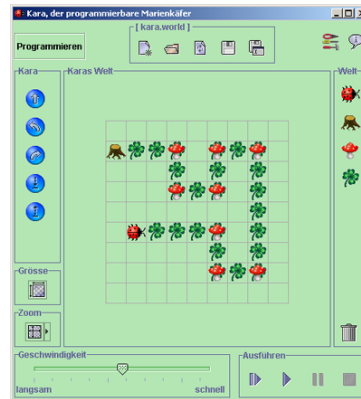 Kara, der programmierbare Marienkäfer
[ kara.world ]
Programmieren
Kara
Karas Welt
Welt
Grösse
Zoom
Geschwindigkeit
Ausführen
langsam
schnell